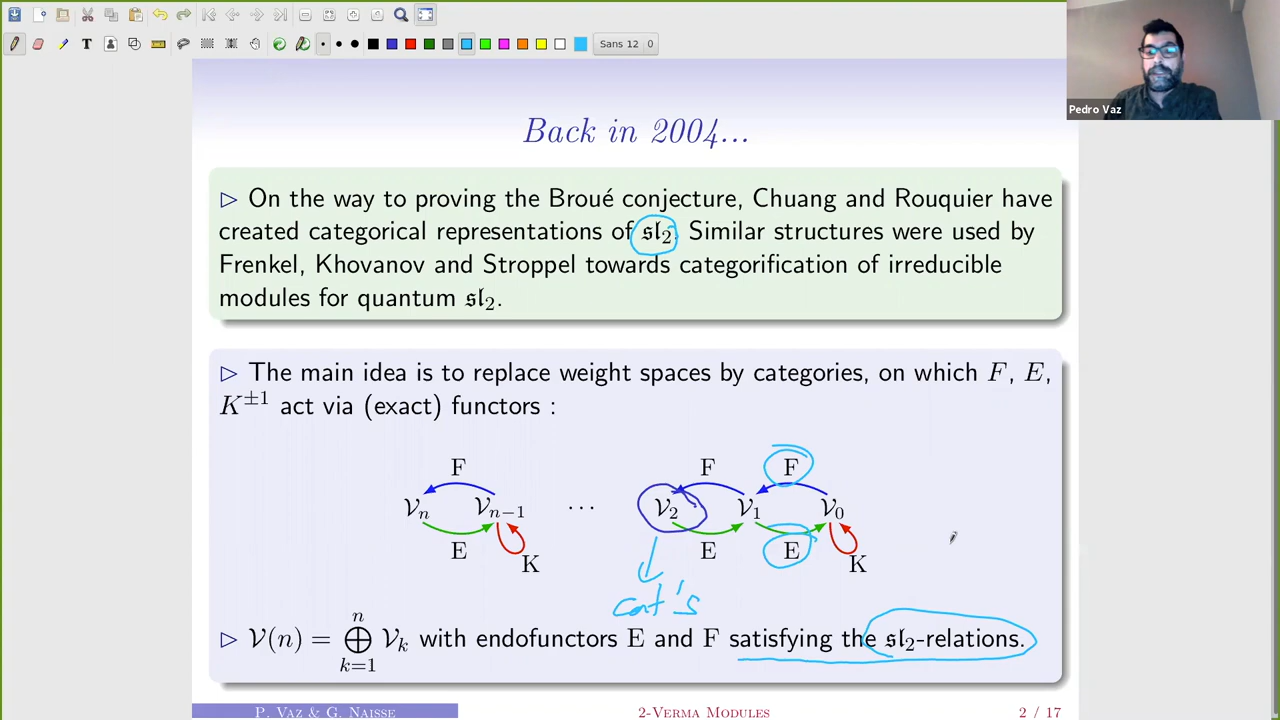 Sans 12 0
Pedro Vaz
Back in 2004...
▷ On the way to proving the Broué conjecture, Chuang and Rouquier have
created categorical representations of 𝔰𝔩₂. Similar structures were used by
Frenkel, Khovanov and Stroppel towards categorification of irreducible
modules for quantum 𝔰𝔩₂.
▷ The main idea is to replace weight spaces by categories, on which F, E,
K^{±1} act via (exact) functors :
F F F
𝒱ₙ 𝒱ₙ₋₁ ⋯ 𝒱₂ 𝒱₁ 𝒱₀
E K E E K
cat's
▷ 𝒱(n) = ⊕_{k=1}^{n} 𝒱ₖ with endofunctors E and F satisfying the 𝔰𝔩₂-relations.
P. Vaz & G. Naisse 2-Verma Modules 2 / 17